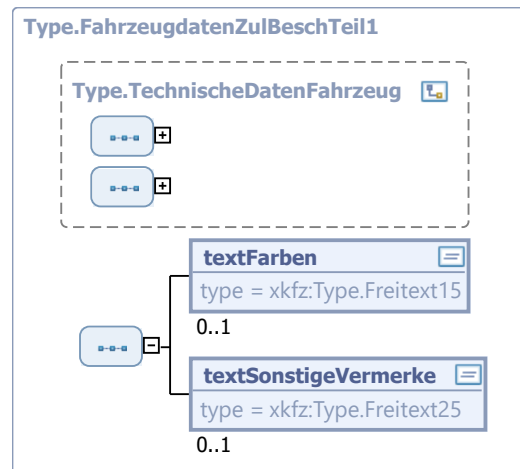 Type.FahrzeugdatenZulBeschTeil1
Type.TechnischeDatenFahrzeug
textFarben
type = xkfz:Type.Freitext15
0..1
textSonstigeVermerke
type = xkfz:Type.Freitext25
0..1